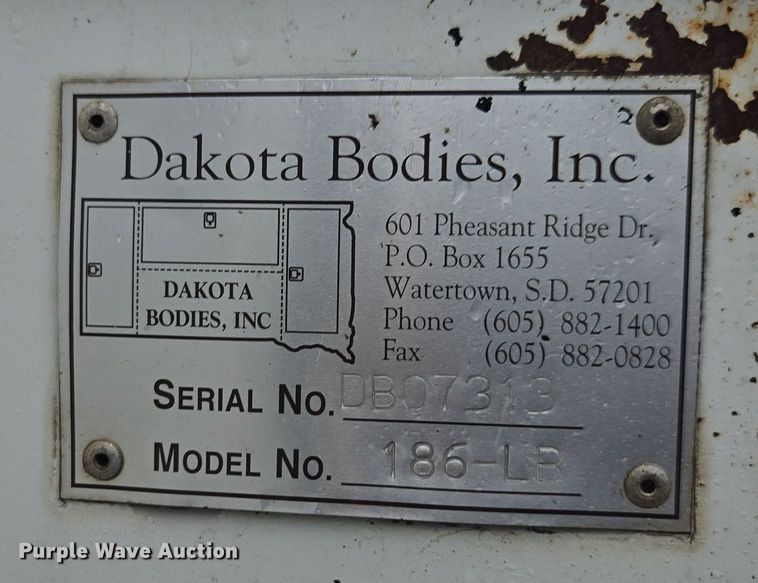 Dakota Bodies, Inc.
601 Pheasant Ridge Dr.
P.O. Box 1655
Watertown, S.D. 57201
Phone (605) 882-1400
Fax (605) 882-0828
DAKOTA
BODIES, INC
SERIAL NO. DB07313
MODEL NO. 186-LB
Purple Wave Auction